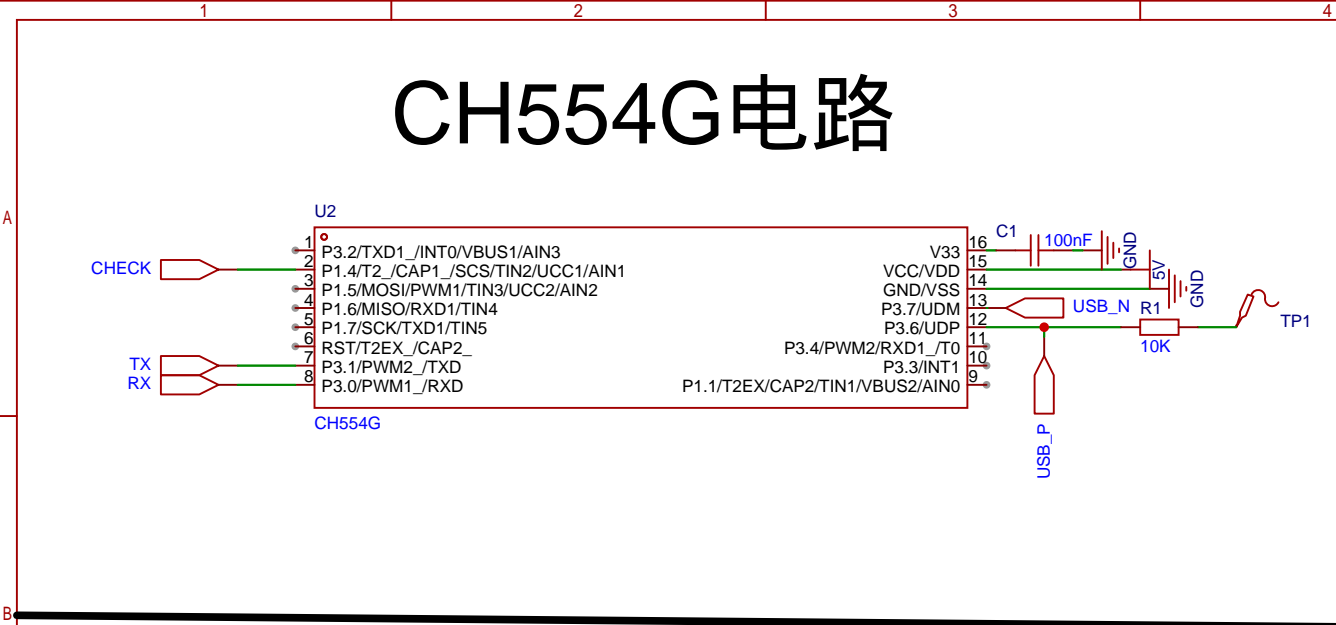 1 2 3 4
CH554G电路
A
U2
1 P3.2/TXD1_/INT0/VBUS1/AIN3
CHECK 2 P1.4/T2_/CAP1_/SCS/TIN2/UCC1/AIN1
3 P1.5/MOSI/PWM1/TIN3/UCC2/AIN2
4 P1.6/MISO/RXD1/TIN4
5 P1.7/SCK/TXD1/TIN5
6 RST/T2EX_/CAP2_
TX 7 P3.1/PWM2_/TXD
RX 8 P3.0/PWM1_/RXD
CH554G
V33 16 C1 100nF GND
VCC/VDD 15 5V
GND/VSS 14 GND
P3.7/UDM 13 USB_N
P3.6/UDP 12 R1 TP1
10K
P3.4/PWM2/RXD1_/T0 11
P3.3/INT1 10
P1.1/T2EX/CAP2/TIN1/VBUS2/AIN0 9
USB_P
B